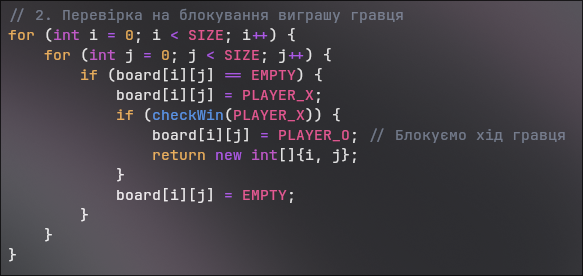 // 2. Перевірка на блокування виграшу гравця
for (int i = 0; i < SIZE; i++) {
    for (int j = 0; j < SIZE; j++) {
        if (board[i][j] == EMPTY) {
            board[i][j] = PLAYER_X;
            if (checkWin(PLAYER_X)) {
                board[i][j] = PLAYER_O; // Блокуємо хід гравця
                return new int[]{i, j};
            }
            board[i][j] = EMPTY;
        }
    }
}